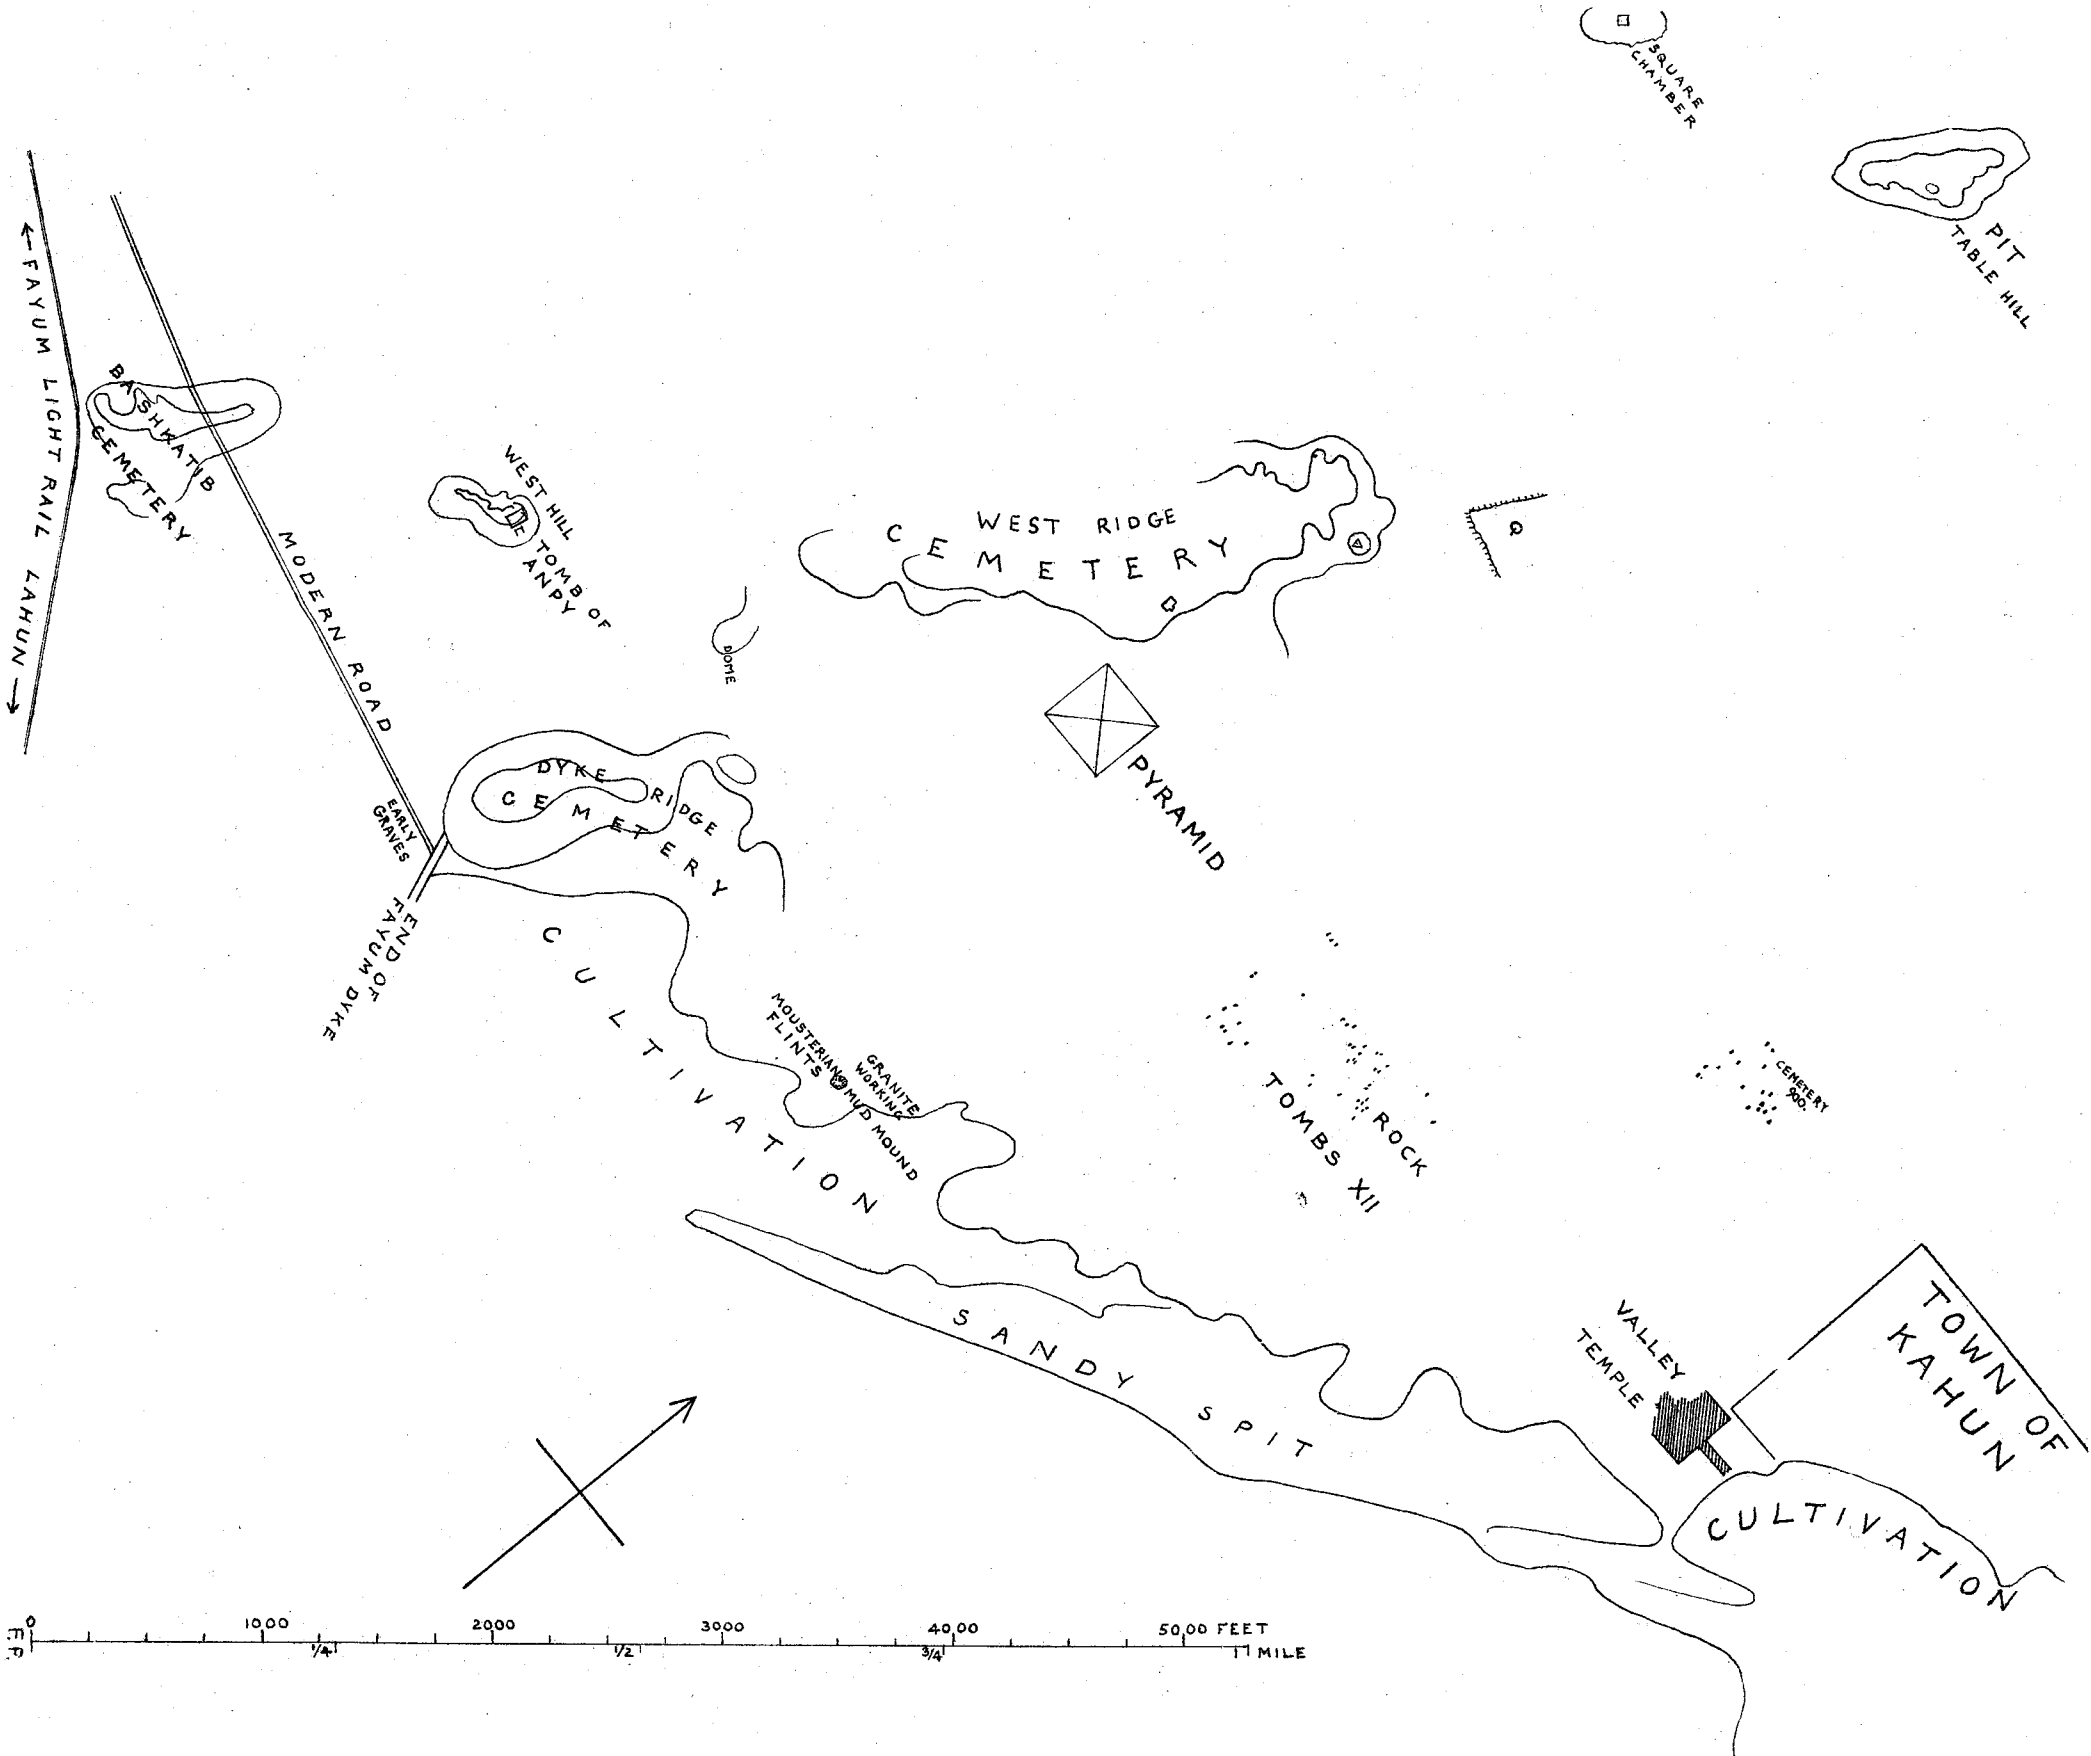 SQUARE
CHAMBER
PIT
TABLE HILL
← FAYUM LIGHT RAIL LAHUN →
BASHKATIB
CEMETERY
MODERN ROAD
WEST HILL
TOMB OF
ANPY
WEST RIDGE
CEMETERY
Q
DOME
PYRAMID
DYKE RIDGE
CEMETERY
EARLY
GRAVES
END OF
FAYUM DYKE
CULTIVATION
MOUSTERIAN
FLINTS
GRANITE
WORKING
MUD MOUND
TOMBS XII
ROCK
CEMETERY
900.
SANDY SPIT
VALLEY
TEMPLE
TOWN OF
KAHUN
CULTIVATION
0 1000 2000 3000 4000 5000 FEET
1/4 1/2 3/4 1 MILE
F.P.